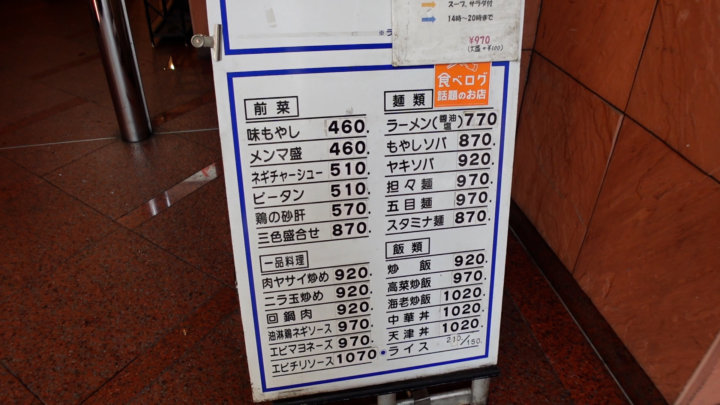 スープ、サラダ付
14時〜20時まで
¥970
(大盛=+¥100)
食べログ
話題のお店
前菜
味もやし 460.
メンマ盛 460.
ネギチャーシュー 510.
ピータン 510.
鶏の砂肝 570.
三色盛合せ 870.
一品料理
肉ヤサイ炒め 920.
ニラ玉炒め 920.
回鍋肉 920.
油淋鶏ネギソース 970.
エビマヨネーズ 970.
エビチリソース 1070
麺類
ラーメン(醤油 塩) 770
もやしソバ 870.
ヤキソバ 920.
担々麺 970.
五目麺 970.
スタミナ麺 870.
飯類
炒飯 920.
高菜炒飯 970.
海老炒飯 1020.
中華丼 1020.
天津丼 1020.
ライス 210/150.